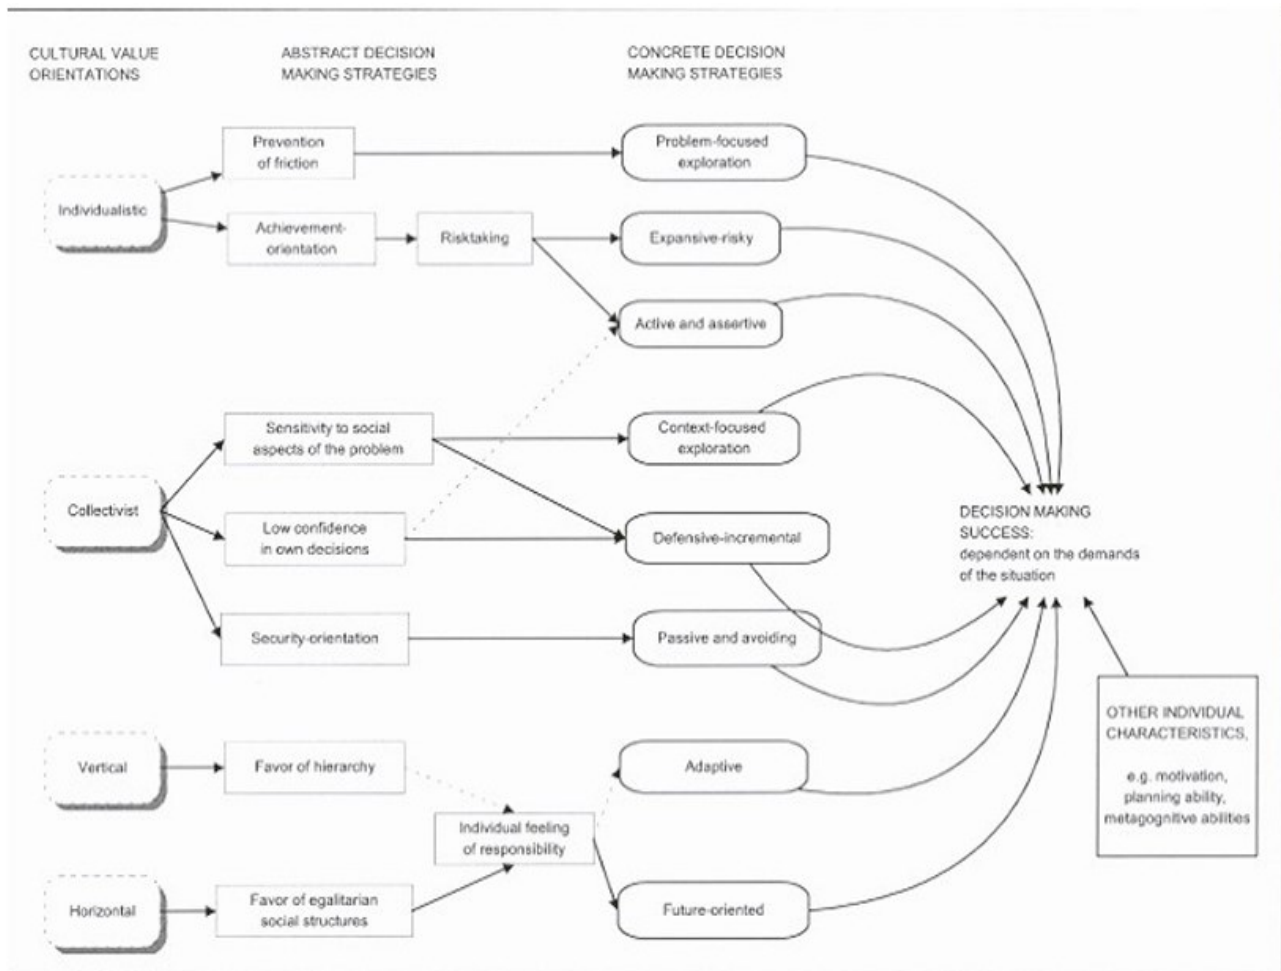 CULTURAL VALUE
ORIENTATIONS
ABSTRACT DECISION
MAKING STRATEGIES
CONCRETE DECISION
MAKING STRATEGIES
Prevention
of friction
Problem-focused
exploration
Individualistic
Achievement-
orientation
Risktaking
Expansive-risky
Active and assertive
Sensitivity to social
aspects of the problem
Context-focused
exploration
Collectivist
Low confidence
in own decisions
Defensive-incremental
DECISION MAKING
SUCCESS:
dependent on the demands
of the situation
Security-orientation
Passive and avoiding
OTHER INDIVIDUAL
CHARACTERISTICS,
e.g. motivation,
planning ability,
metagognitive abilities
Vertical
Favor of hierarchy
Adaptive
Individual feeling
of responsibility
Horizontal
Favor of egalitarian
social structures
Future-oriented